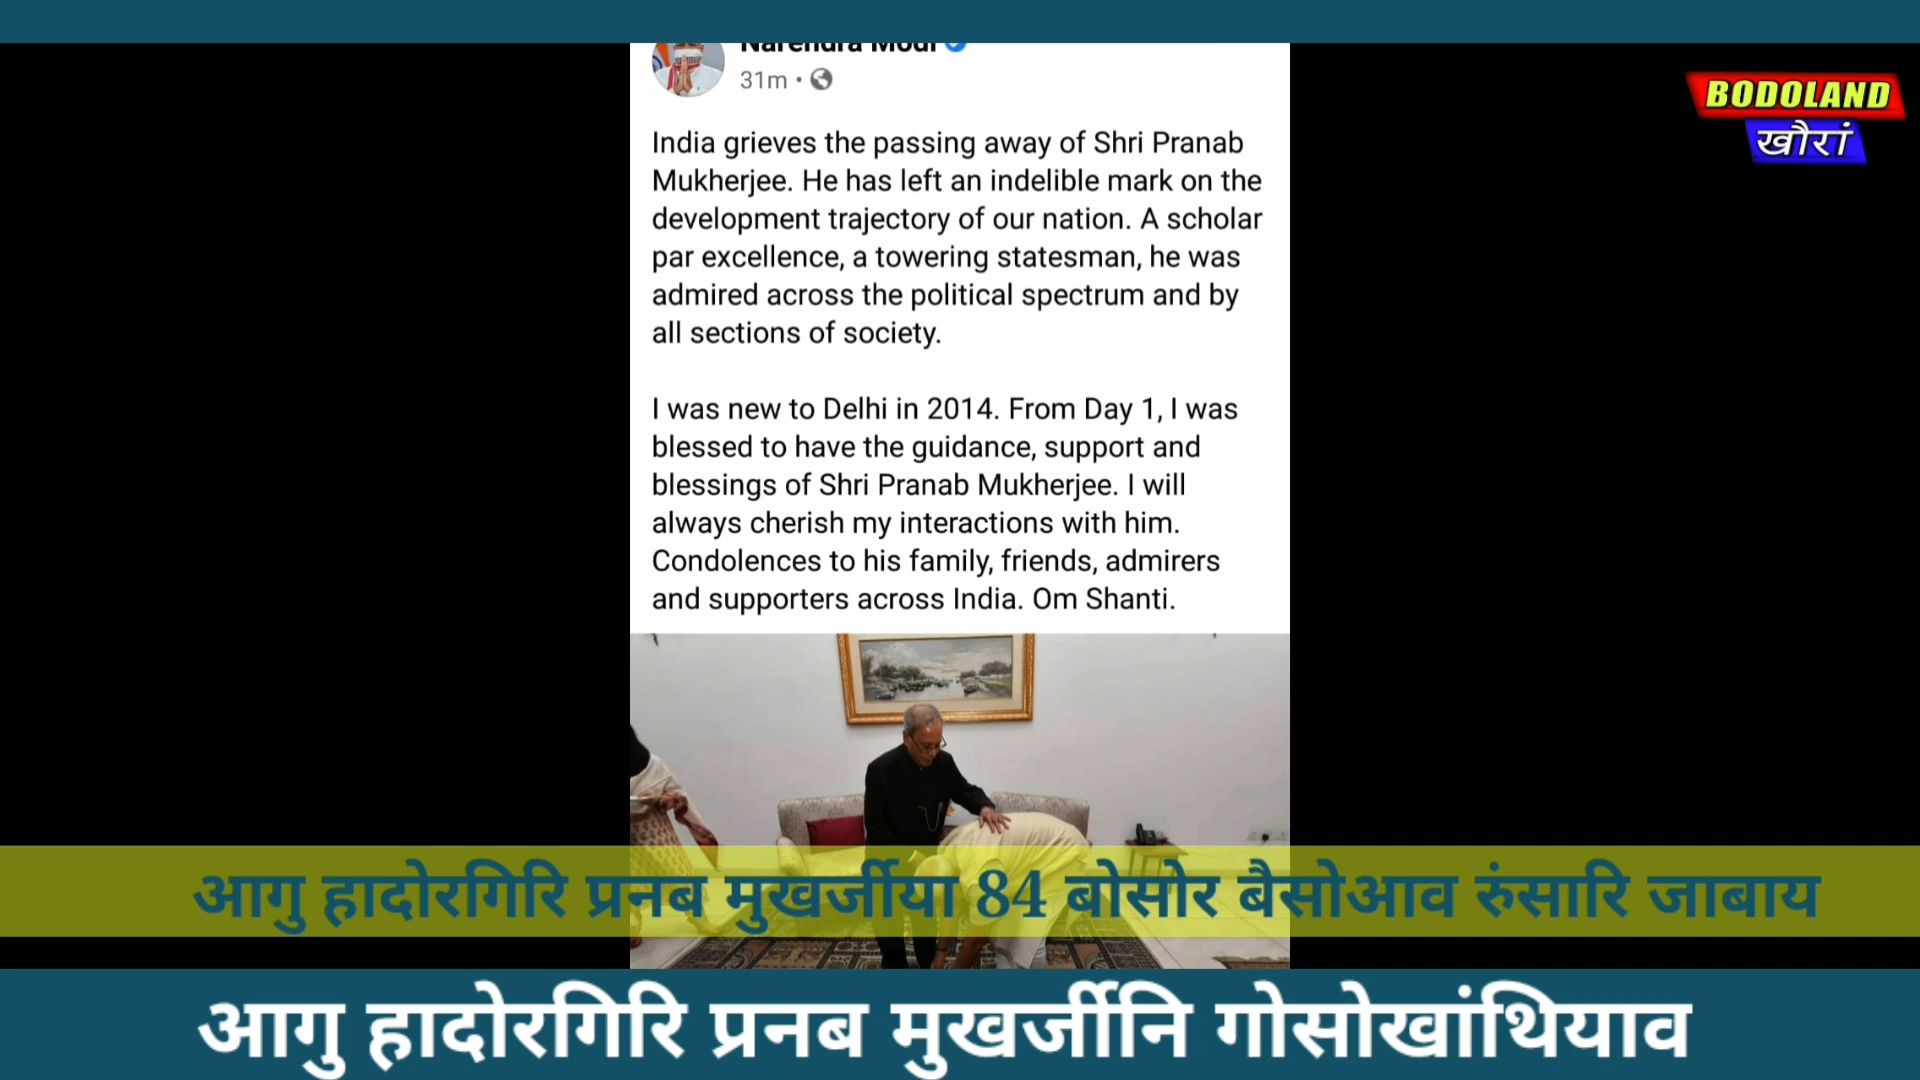 Narendra Modi
31m •
BODOLAND
खौरां
India grieves the passing away of Shri Pranab
Mukherjee. He has left an indelible mark on the
development trajectory of our nation. A scholar
par excellence, a towering statesman, he was
admired across the political spectrum and by
all sections of society.
I was new to Delhi in 2014. From Day 1, I was
blessed to have the guidance, support and
blessings of Shri Pranab Mukherjee. I will
always cherish my interactions with him.
Condolences to his family, friends, admirers
and supporters across India. Om Shanti.
आगु हादोरगिरि प्रनब मुखर्जीया 84 बोसोर बैसोआव रुंसारि जाबाय
आगु हादोरगिरि प्रनब मुखर्जीनि गोसोखांथियाव